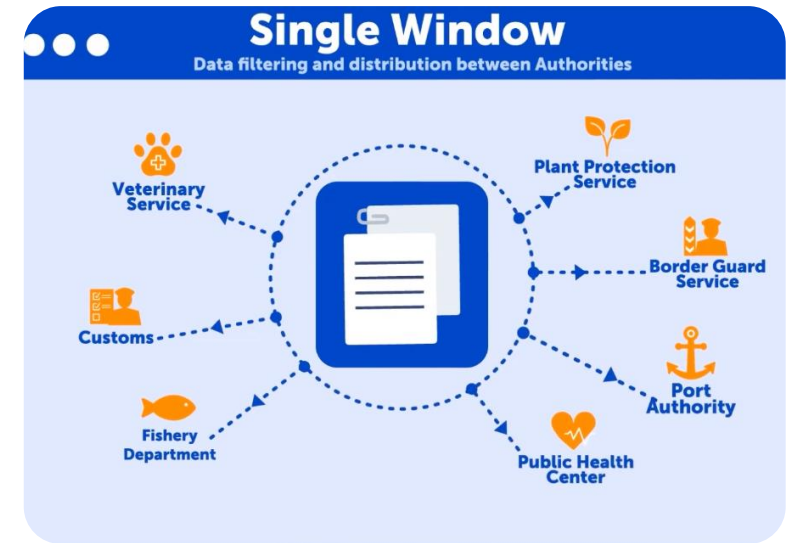 Single Window
Data filtering and distribution between Authorities
Veterinary
Service
Plant Protection
Service
Border Guard
Service
Customs
Port
Authority
Fishery
Department
Public Health
Center